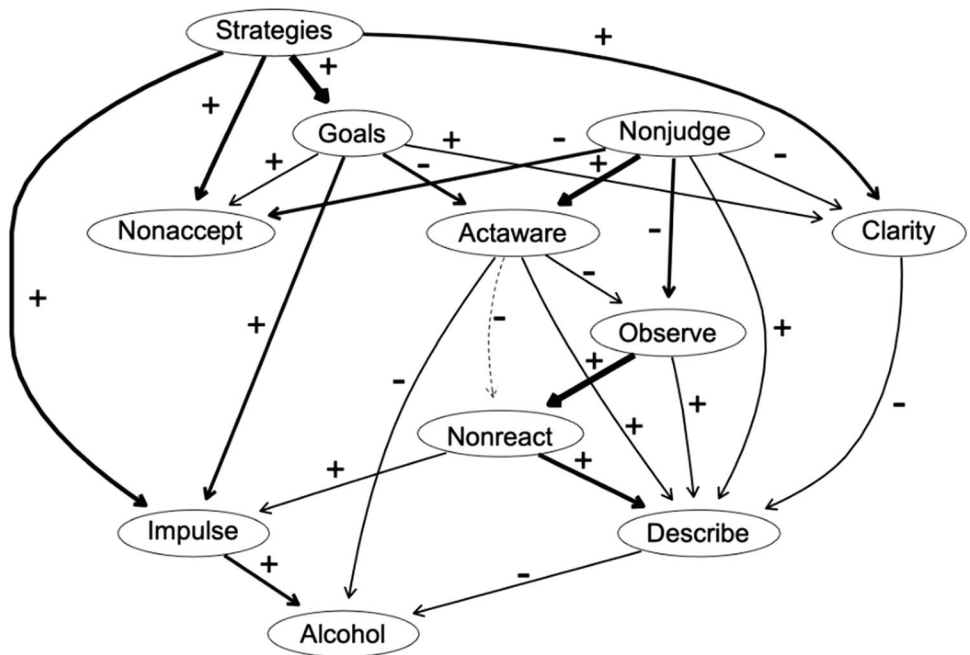 Strategies
+
+
+
+
Goals
Nonjudge
+
-
-
+
-
+
-
Nonaccept
Actaware
Clarity
-
-
+
+
-
Observe
+
+
-
-
+
+
-
Nonreact
+
+
Impulse
Describe
+
-
Alcohol